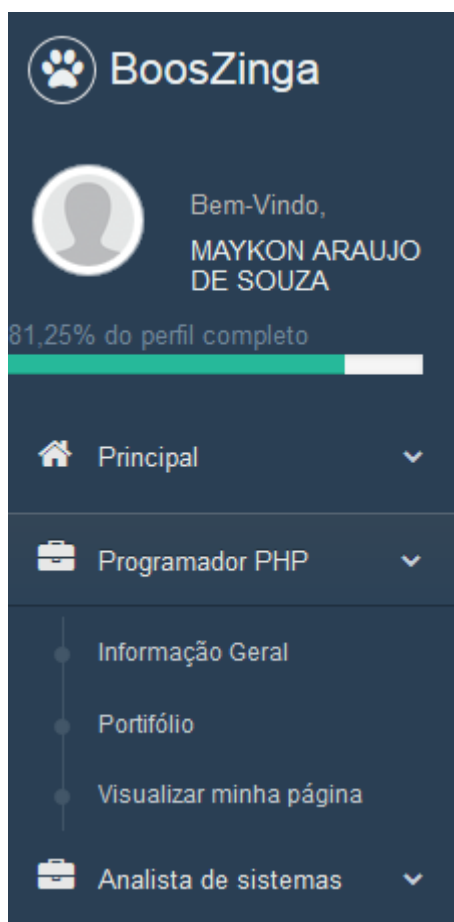 BoosZinga
Bem-Vindo,
MAYKON ARAUJO
DE SOUZA
81,25% do perfil completo
Principal
Programador PHP
Informação Geral
Portifólio
Visualizar minha página
Analista de sistemas